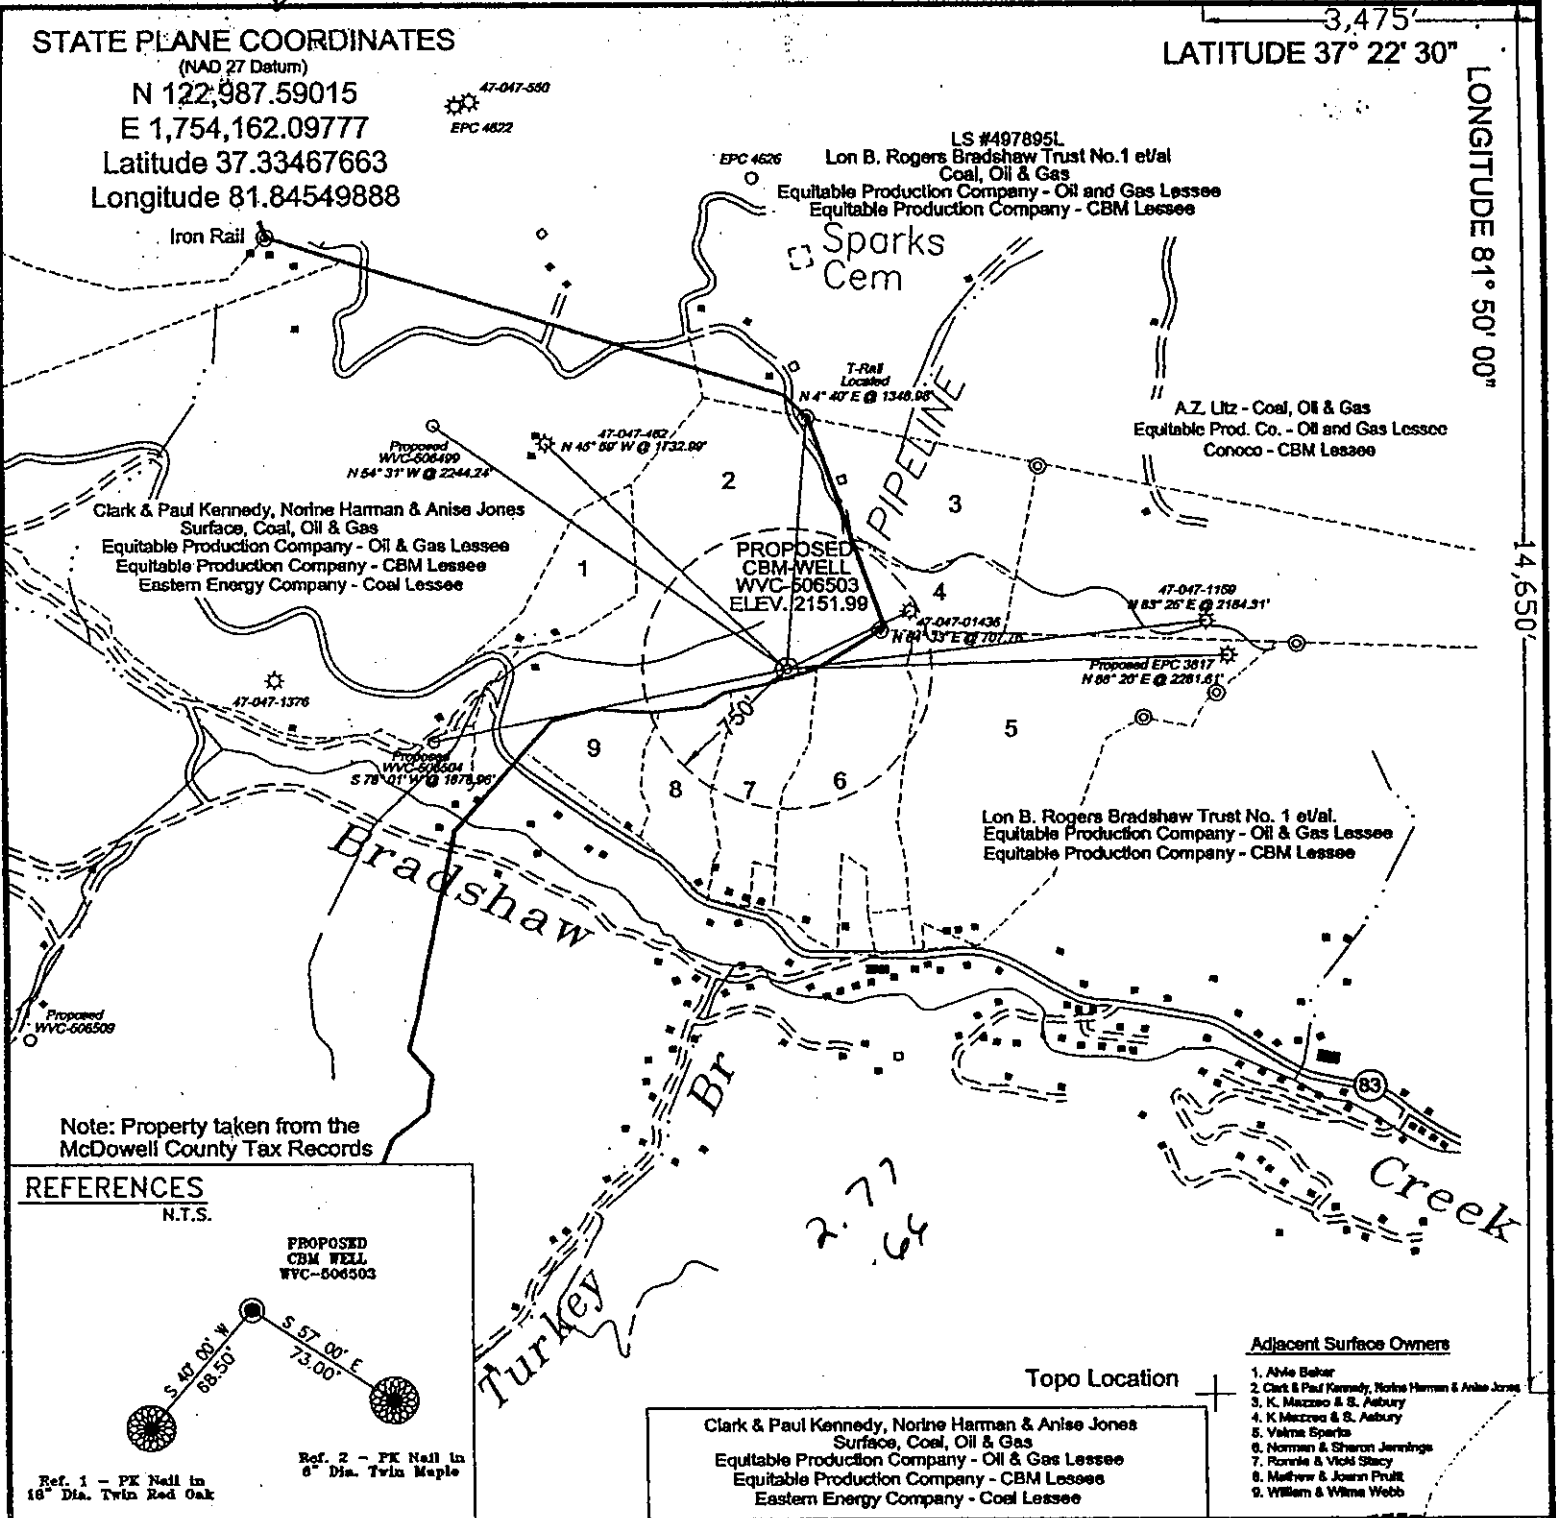 3,475'
LATITUDE 37° 22' 30"
LONGITUDE 81° 50' 00"
14,650'
STATE PLANE COORDINATES
(NAD 27 Datum)
N 122,987.59015
E 1,754,162.09777
Latitude 37.33467663
Longitude 81.84549888
47-047-550
EPC 4622
EPC 4626
LS #497895L
Lon B. Rogers Bradshaw Trust No.1 et/al
Coal, Oil & Gas
Equitable Production Company - Oil and Gas Lessee
Equitable Production Company - CBM Lessee
Iron Rail
Sparks
Cem
T-Rail
Located
N 4° 40' E @ 1346.98'
PIPELINE
A.Z. Litz - Coal, Oil & Gas
Equitable Prod. Co. - Oil and Gas Lessee
Conoco - CBM Lessee
Proposed
WVC-506499
N 54° 31' W @ 2244.24'
47-047-462
N 45° 59' W @ 1732.99'
Clark & Paul Kennedy, Norine Harman & Anise Jones
Surface, Coal, Oil & Gas
Equitable Production Company - Oil & Gas Lessee
Equitable Production Company - CBM Lessee
Eastern Energy Company - Coal Lessee
1
2
3
4
5
6
7
8
9
PROPOSED
CBM WELL
WVC-506503
ELEV. 2151.99
750'
47-047-01436
47-047-1159
N 83° 25' E @ 2184.31'
Proposed EPC 3817
N 88° 20' E @ 2281.61'
47-047-1376
Proposed
WVC-506504
S 78° 01' W @ 1878.96'
Lon B. Rogers Bradshaw Trust No. 1 et/al.
Equitable Production Company - Oil & Gas Lessee
Equitable Production Company - CBM Lessee
Bradshaw
Creek
83
Turkey
Br
Proposed
WVC-506509
Note: Property taken from the
McDowell County Tax Records
2.77
.64
REFERENCES
N.T.S.
PROPOSED
CBM WELL
WVC-506503
S 40° 00' W
68.50'
S 57° 00' E
73.00'
Ref. 1 - PK Nail in
18" Dia. Twin Red Oak
Ref. 2 - PK Nail in
6" Dia. Twin Maple
Topo Location
Clark & Paul Kennedy, Norine Harman & Anise Jones
Surface, Coal, Oil & Gas
Equitable Production Company - Oil & Gas Lessee
Equitable Production Company - CBM Lessee
Eastern Energy Company - Coal Lessee
Adjacent Surface Owners
1. Alvie Baker
2. Clark & Paul Kennedy, Norine Harman & Anise Jones
3. K. Mazzeo & S. Asbury
4. K Mazzeo & S. Asbury
5. Velma Sparks
6. Norman & Sharon Jennings
7. Ronnie & Vicki Stacy
8. Mathew & Joann Pruitt
9. William & Wilma Webb